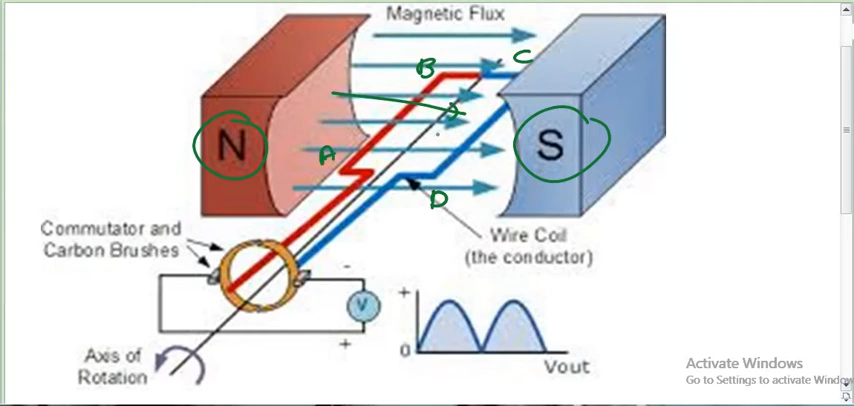 Magnetic Flux
B
C
N
S
A
D
Commutator and
Carbon Brushes
Wire Coil
(the conductor)
-
V
+
+
0
Vout
Axis of
Rotation
Activate Windows
Go to Settings to activate Window